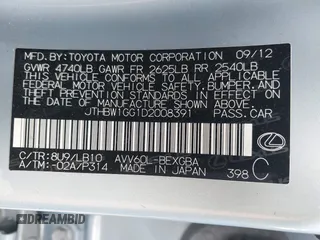 MFD.BY:TOYOTA MOTOR CORPORATION 09/12
GVWR 4740LB GAWR FR 2625LB RR 2540LB
THIS VEHICLE CONFORMS TO ALL APPLICABLE FEDERAL
MOTOR VEHICLE SAFETY, BUMPER, AND THEFT PREVENTION
STANDARDS IN EFFECT ON THE DATE OF MANUFACTURE
SHOWN ABOVE.
JTHBW1GG1D2008391 PASS.CAR
C/TR: 8U9/LB10 AVV60L-BEXGBA
A/TM: -02A/P314 MADE IN JAPAN 398 C
DREAMBID